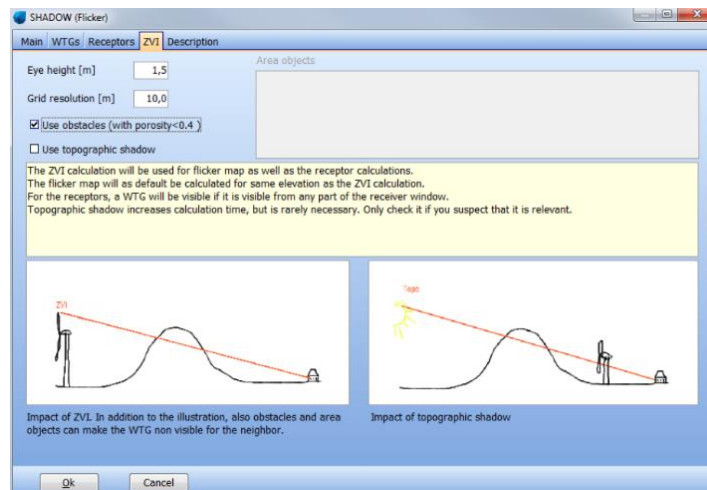 SHADOW (Flicker)
Main WTGs Receptors ZVI Description
Eye height [m] 1,5
Area objects
Grid resolution [m] 10,0
Use obstacles (with porosity<0.4 )
Use topographic shadow
The ZVI calculation will be used for flicker map as well as the receptor calculations.
The flicker map will as default be calculated for same elevation as the ZVI calculation.
For the receptors, a WTG will be visible if it is visible from any part of the receiver window.
Topographic shadow increases calculation time, but is rarely necessary. Only check it if you suspect that it is relevant.
ZVI
Topo
Impact of ZVI. In addition to the illustration, also obstacles and area
objects can make the WTG non visible for the neighbor.
Impact of topographic shadow
Ok Cancel